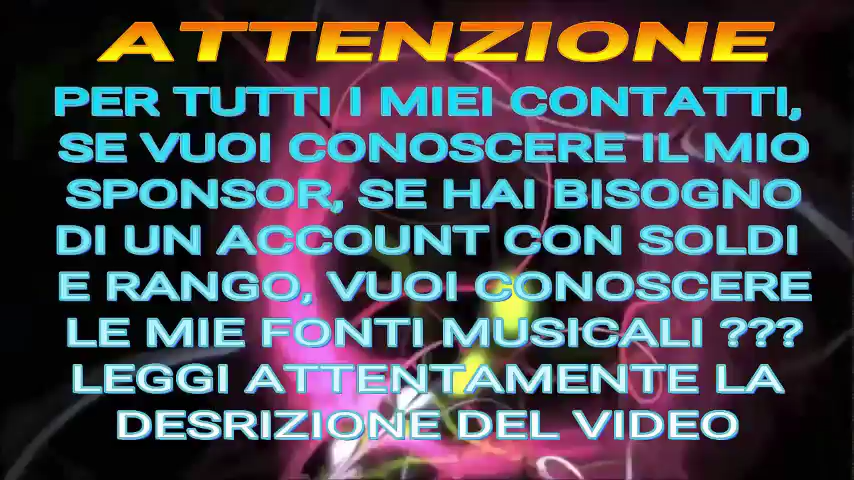 ATTENZIONE
PER TUTTI I MIEI CONTATTI,
SE VUOI CONOSCERE IL MIO
SPONSOR, SE HAI BISOGNO
DI UN ACCOUNT CON SOLDI
E RANGO, VUOI CONOSCERE
LE MIE FONTI MUSICALI ???
LEGGI ATTENTAMENTE LA
DESRIZIONE DEL VIDEO